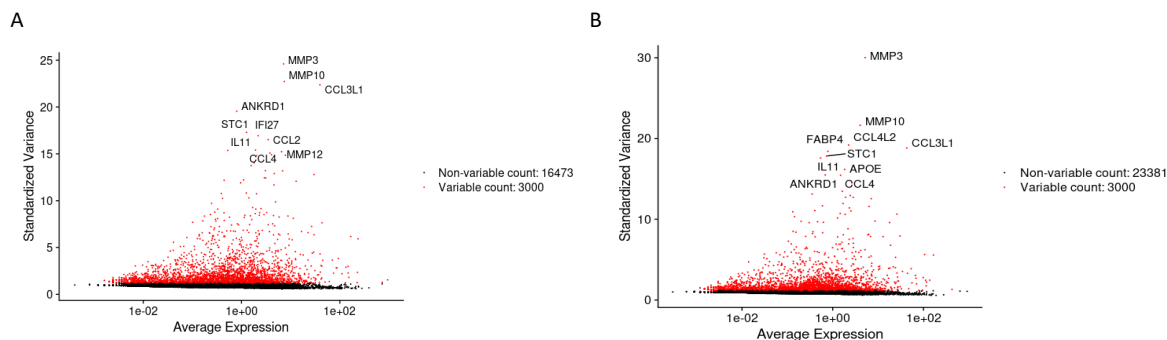 A
Standardized Variance
25
20
15
10
5
0
MMP3
MMP10
CCL3L1
ANKRD1
STC1 IFI27
IL11 CCL2
CCL4 MMP12
1e-02 1e+00 1e+02
Average Expression
Non-variable count: 16473
Variable count: 3000
B
Standardized Variance
30
20
10
0
MMP3
MMP10
FABP4 CCL4L2
CCL3L1
STC1
IL11 APOE
ANKRD1 CCL4
1e-02 1e+00 1e+02
Average Expression
Non-variable count: 23381
Variable count: 3000